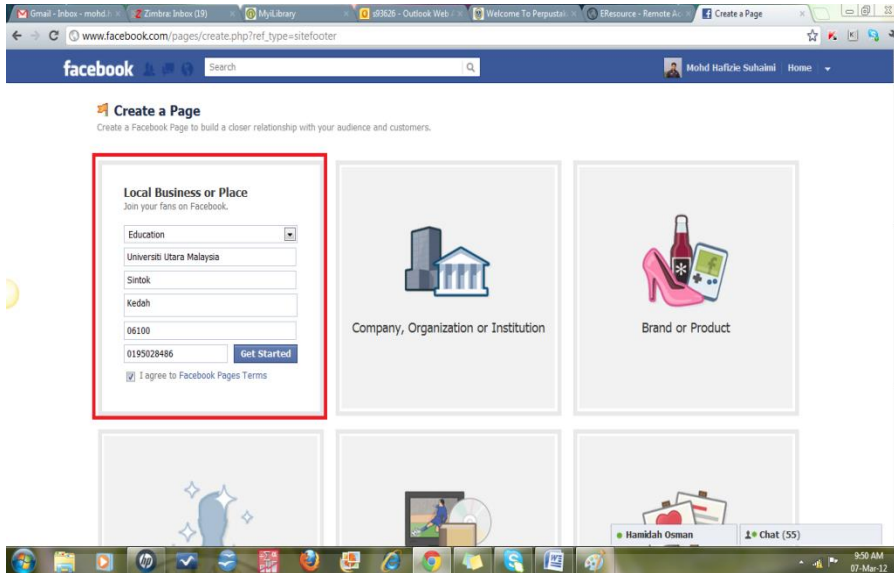 Gmail - Inbox - mohd.h
Zimbra: Inbox (19)
MyiLibrary
s93626 - Outlook Web
Welcome To Perpustak
EResource - Remote Ac
Create a Page
www.facebook.com/pages/create.php?ref_type=sitefooter
facebook
Search
Mohd Hafizie Suhaimi
Home
Create a Page
Create a Facebook Page to build a closer relationship with your audience and customers.
Local Business or Place
Join your fans on Facebook.
Education
Universiti Utara Malaysia
Sintok
Kedah
06100
0195028486
Get Started
I agree to Facebook Pages Terms
Company, Organization or Institution
Brand or Product
Hamidah Osman
Chat (55)
9:50 AM
07-Mar-12